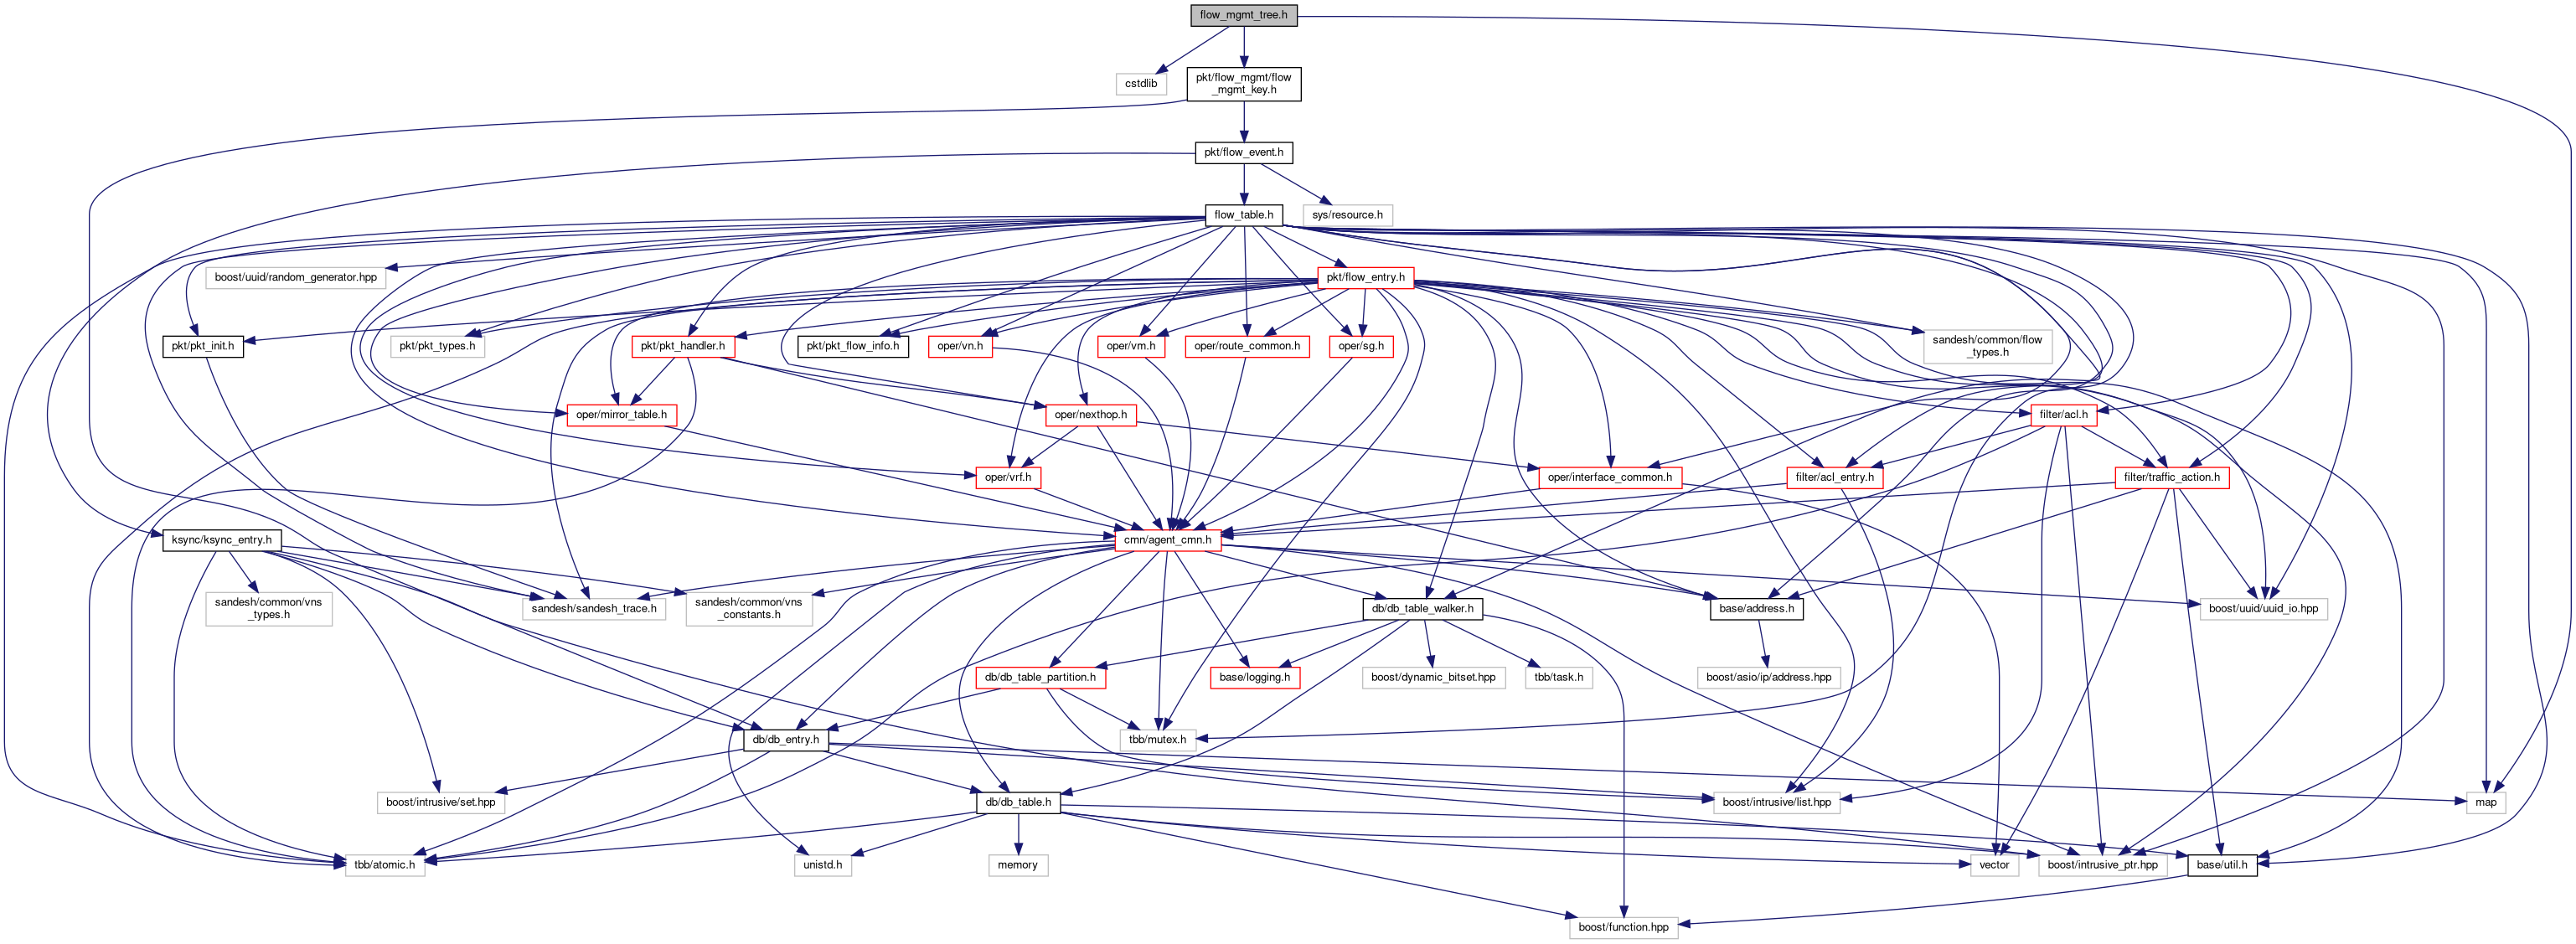 flow_mgmt_tree.h
cstdlib
pkt/flow_mgmt/flow
_mgmt_key.h
pkt/flow_event.h
flow_table.h
sys/resource.h
boost/uuid/random_generator.hpp
pkt/flow_entry.h
pkt/pkt_init.h
pkt/pkt_types.h
pkt/pkt_handler.h
pkt/pkt_flow_info.h
oper/vn.h
oper/vm.h
oper/route_common.h
oper/sg.h
sandesh/common/flow
_types.h
oper/mirror_table.h
oper/nexthop.h
filter/acl.h
oper/vrf.h
oper/interface_common.h
filter/acl_entry.h
filter/traffic_action.h
ksync/ksync_entry.h
cmn/agent_cmn.h
sandesh/common/vns
_types.h
sandesh/sandesh_trace.h
sandesh/common/vns
_constants.h
db/db_table_walker.h
base/address.h
boost/uuid/uuid_io.hpp
db/db_table_partition.h
base/logging.h
boost/dynamic_bitset.hpp
tbb/task.h
boost/asio/ip/address.hpp
db/db_entry.h
tbb/mutex.h
boost/intrusive/set.hpp
db/db_table.h
boost/intrusive/list.hpp
map
tbb/atomic.h
unistd.h
memory
vector
boost/intrusive_ptr.hpp
base/util.h
boost/function.hpp